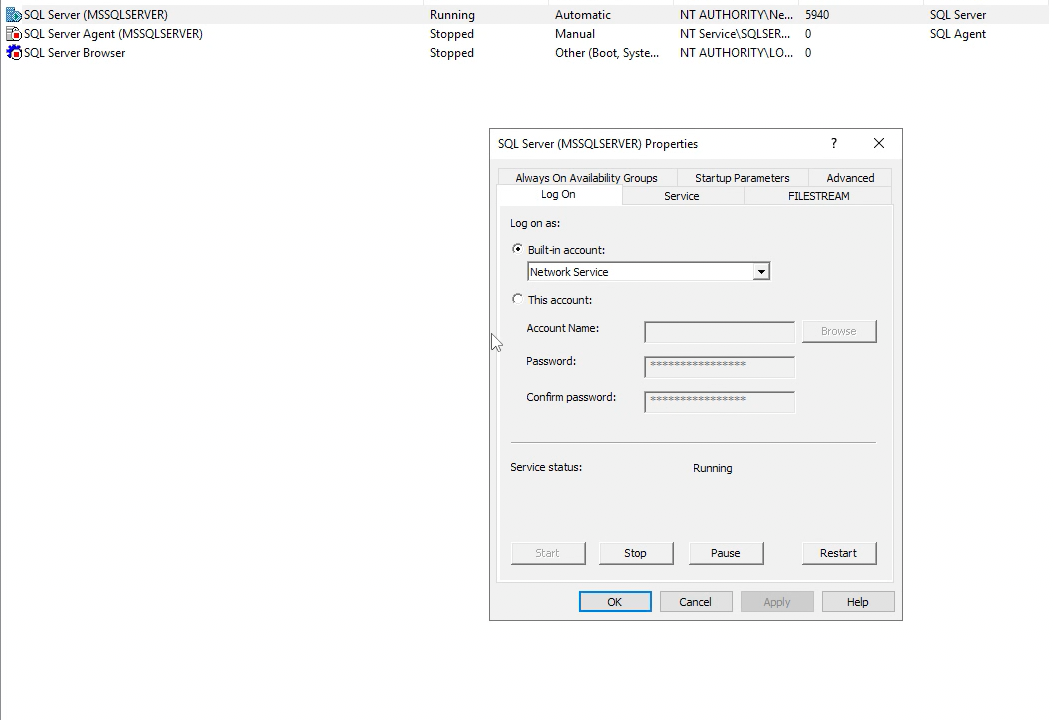 SQL Server (MSSQLSERVER) Running Automatic NT AUTHORITY\Ne... 5940 SQL Server
SQL Server Agent (MSSQLSERVER) Stopped Manual NT Service\SQLSER... 0 SQL Agent
SQL Server Browser Stopped Other (Boot, Syste... NT AUTHORITY\LO... 0
SQL Server (MSSQLSERVER) Properties ?
Always On Availability Groups Startup Parameters Advanced
Log On Service FILESTREAM
Log on as:
Built-in account:
Network Service
This account:
Account Name: Browse
Password: ****************
Confirm password: ****************
Service status: Running
Start Stop Pause Restart
OK Cancel Apply Help